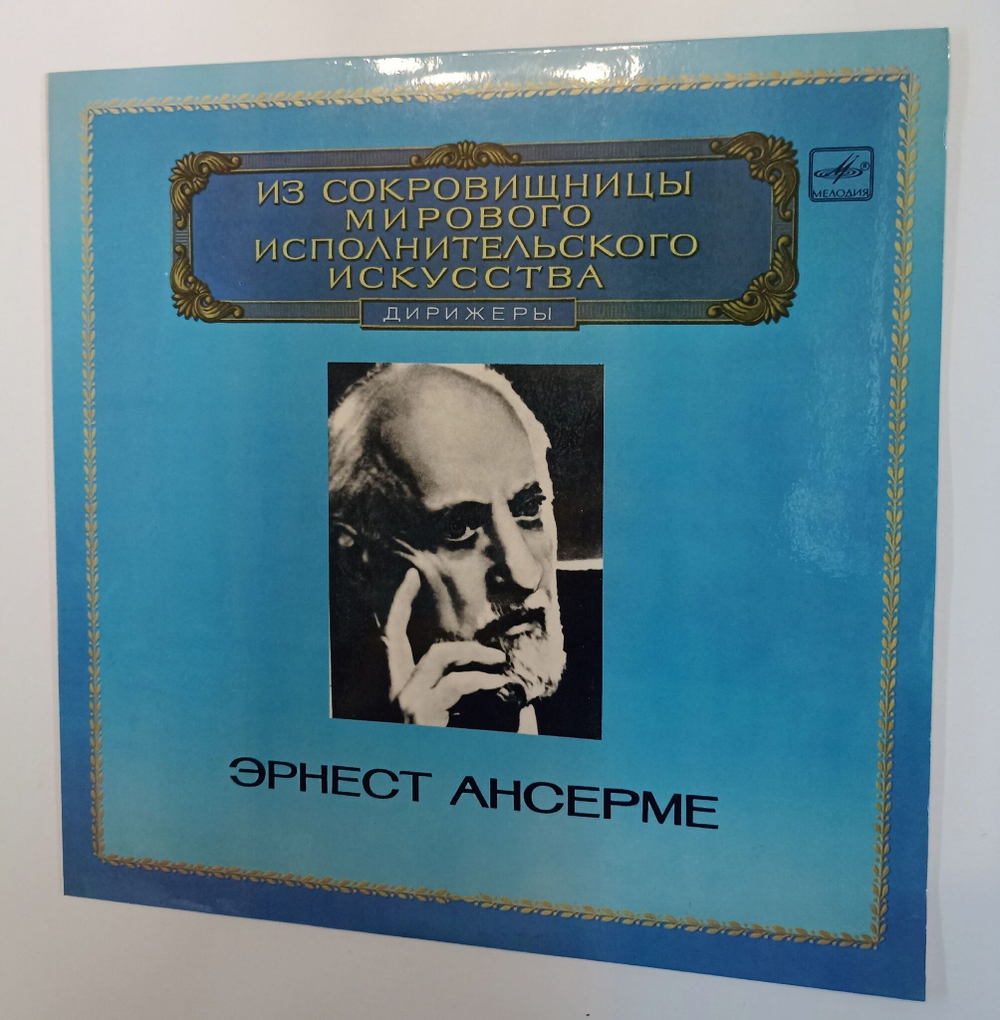 ИЗ СОКРОВИЩНИЦЫ
МИРОВОГО
ИСПОЛНИТЕЛЬСКОГО
ИСКУССТВА
ДИРИЖЕРЫ
МЕЛОДИЯ
ЭРНЕСТ АНСЕРМЕ